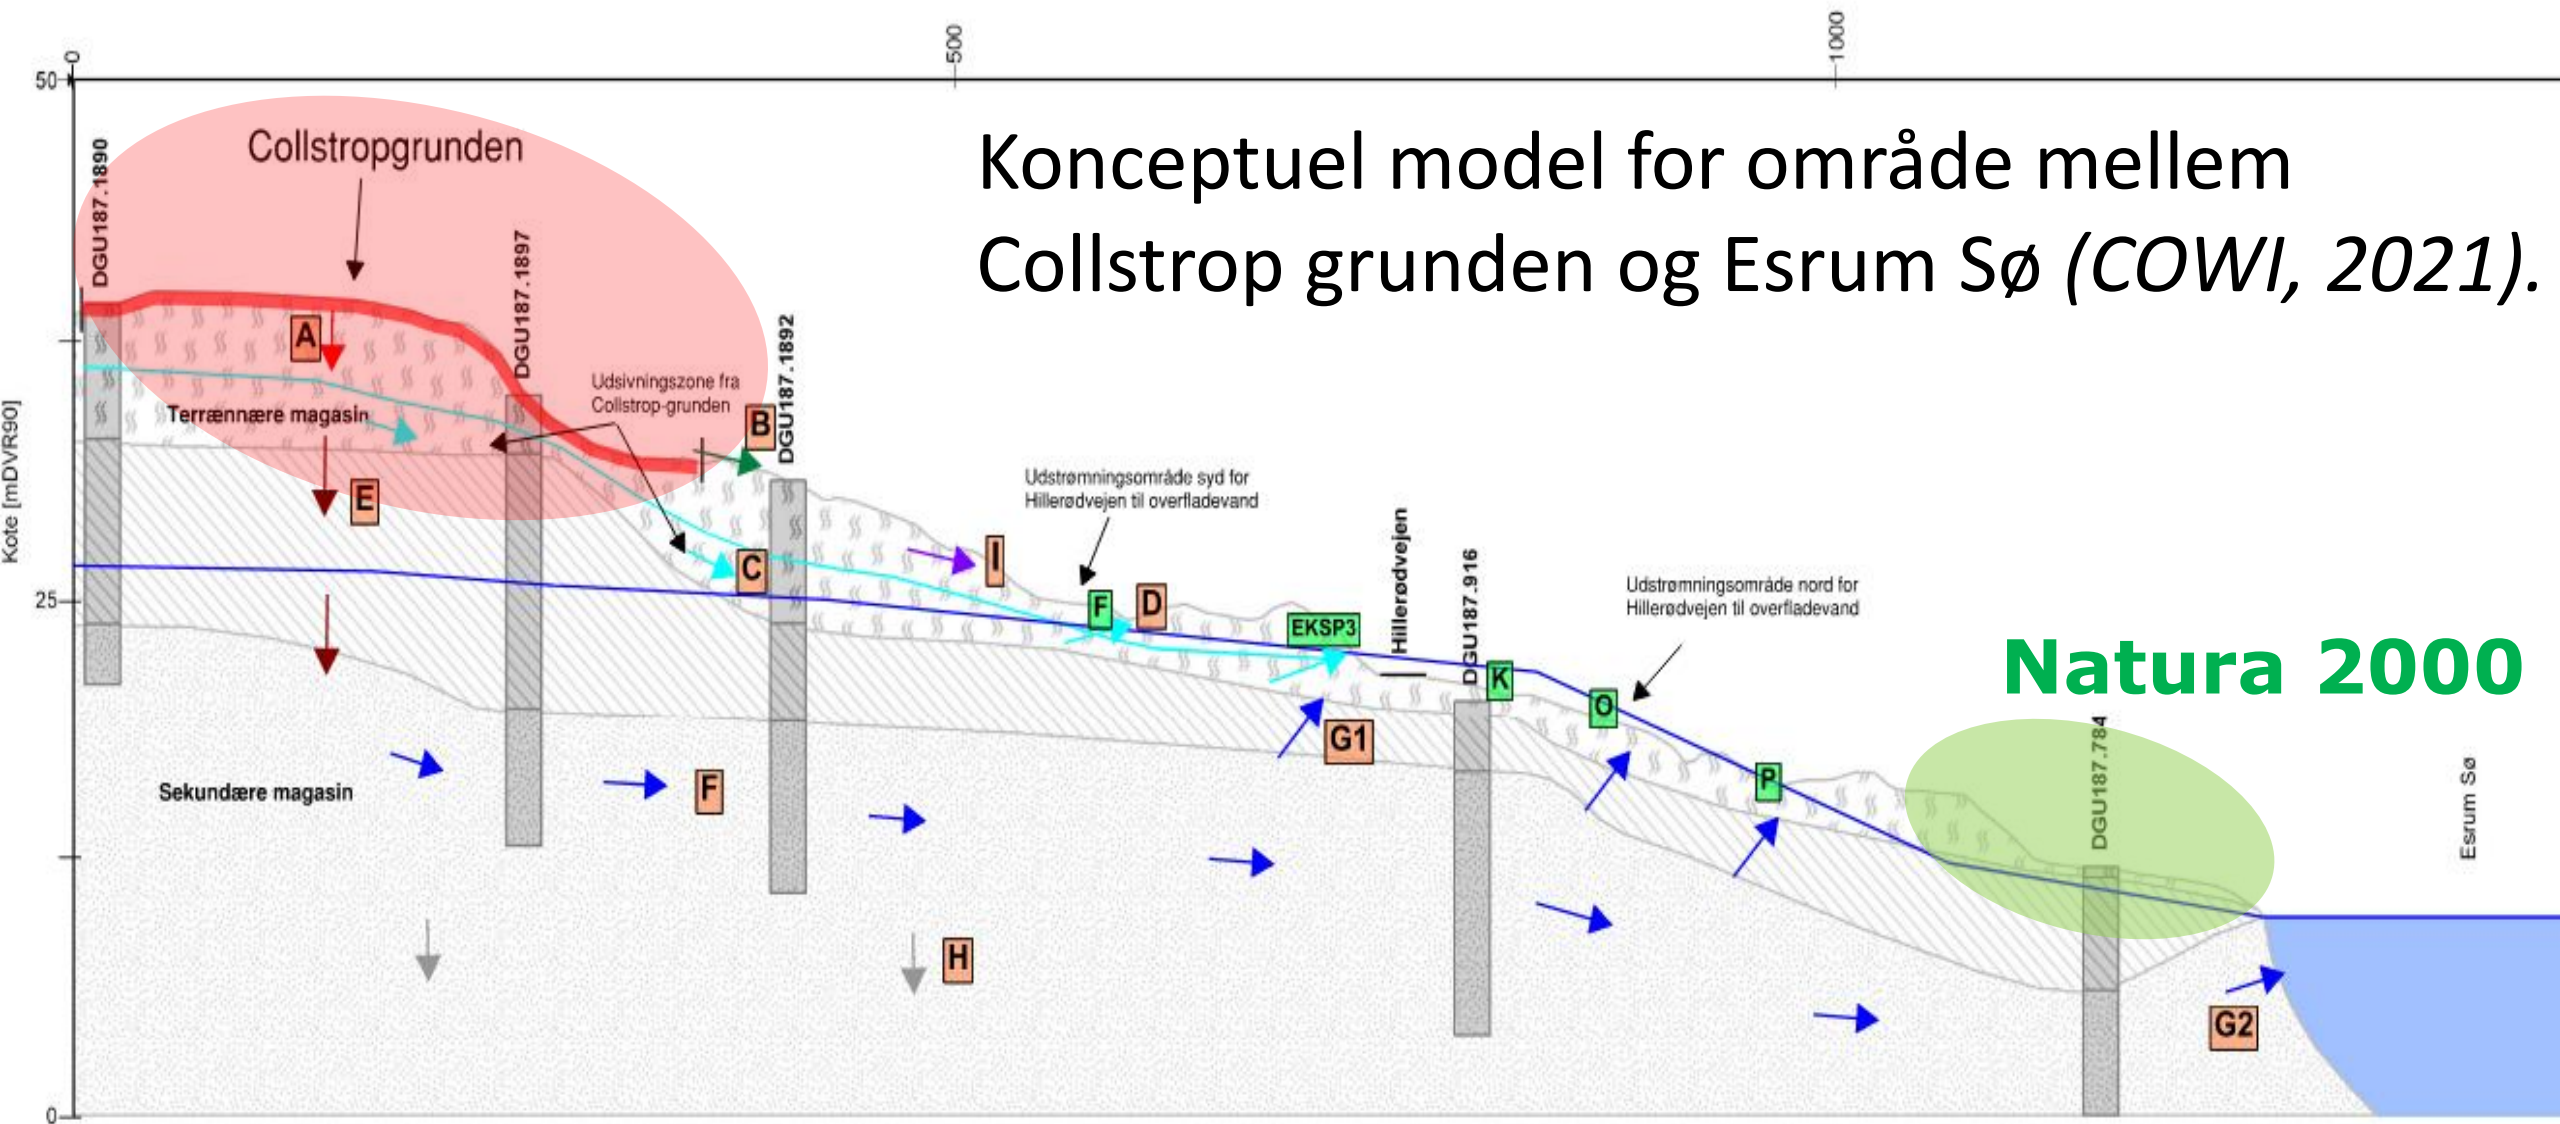 0
500
1000
50
Konceptuel model for område mellem
Collstrop grunden og Esrum Sø (COWI, 2021).
Collstropgrunden
DGU187.1890
DGU187.1897
DGU187.1892
A
Udsivningszone fra
Collstrop-grunden
Terrænnære magasin
B
Kote [mDVR90]
E
Udstrømningsområde syd for
Hillerødvejen til overfladevand
Hillerødvejen
DGU187.916
I
C
25
F
D
EKSP3
Udstrømningsområde nord for
Hillerødvejen til overfladevand
Natura 2000
K
O
G1
P
DGU187.784
Esrum Sø
Sekundære magasin
F
H
G2
0